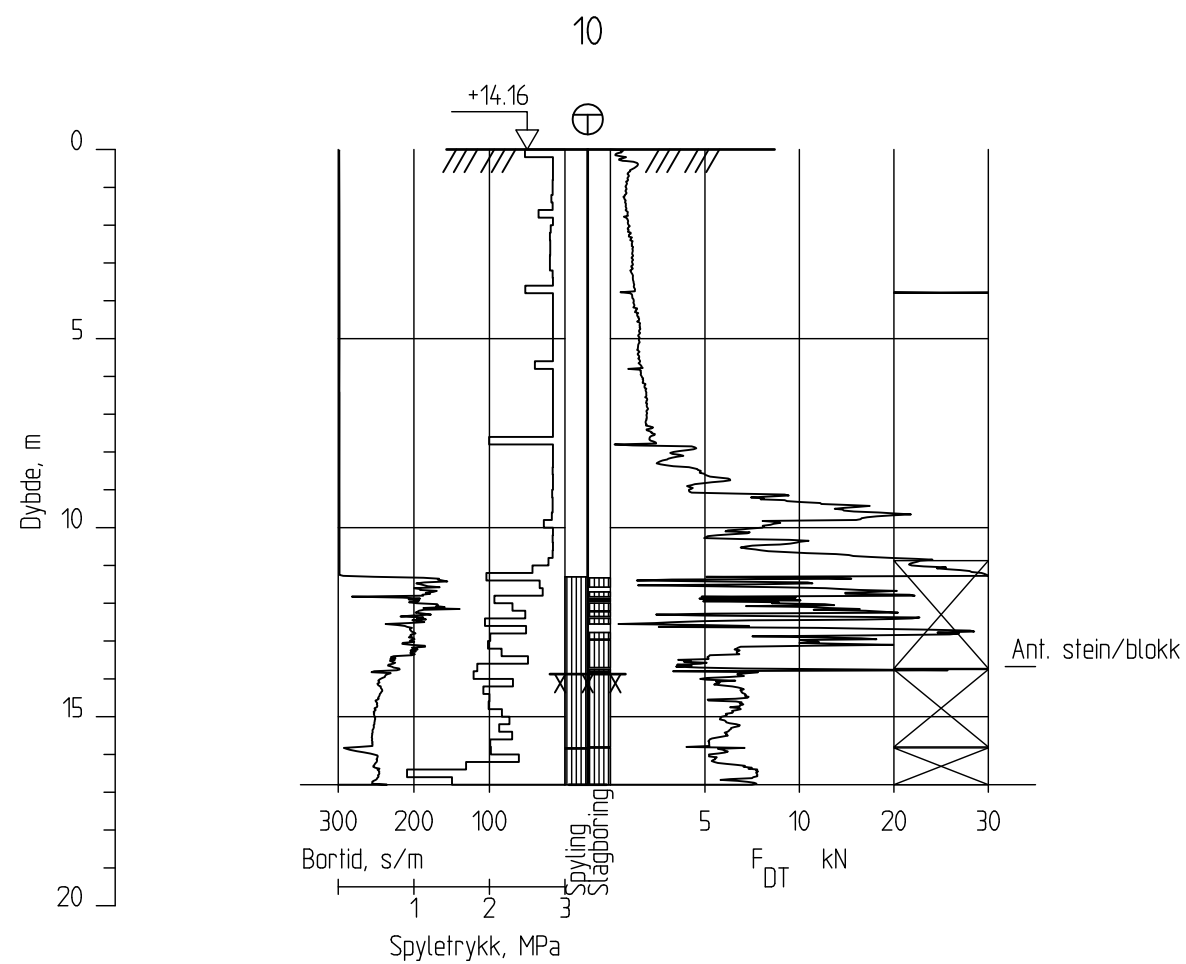 10
+14.16
0
5
10
15
20
Dybde, m
Ant. stein/blokk
300 200 100
5 10 20 30
Bortid, s/m
Spyling
Slagboring
F DT kN
1 2 3
Spyletrykk, MPa